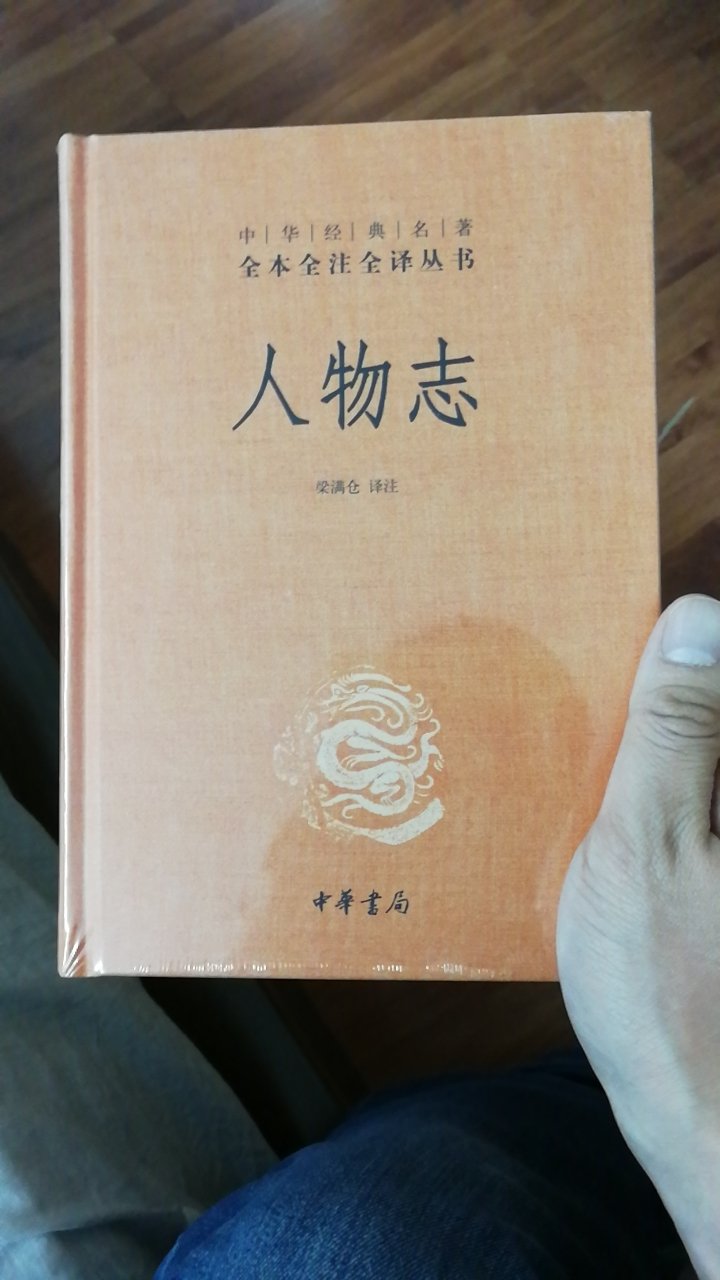 中|华|经|典|名|著
全本全注全译丛书
人物志
梁满仓 译注
中華書局